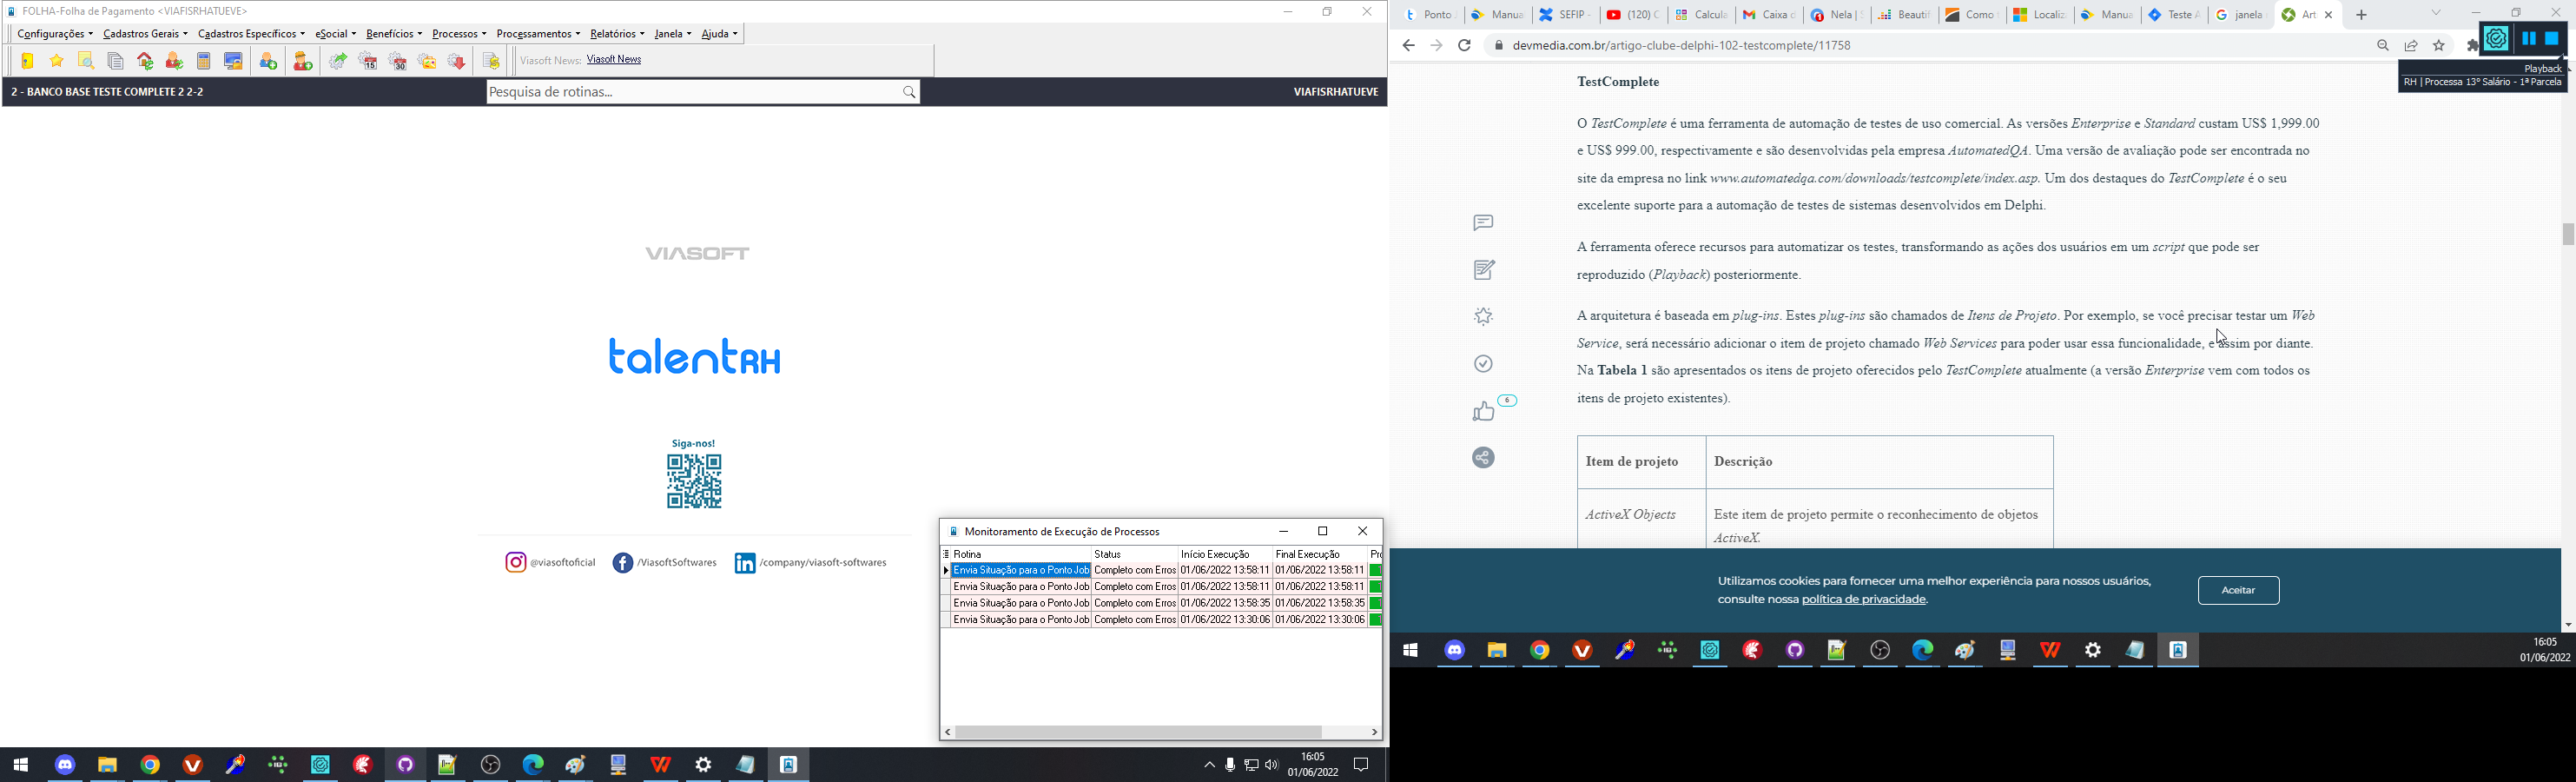 FOLHA-Folha de Pagamento <VIAFISRHATUEVE>
Configurações Cadastros Gerais Cadastros Específicos eSocial Benefícios Processos Processamentos Relatórios Janela Ajuda
Viasoft News: Viasoft News
2 - BANCO BASE TESTE COMPLETE 2 2-2
Pesquisa de rotinas...
VIAFISRHATUEVE
VIASOFT
talentRH
Siga-nos!
@viasoftoficial
/ViasoftSoftwares
/company/viasoft-softwares
Monitoramento de Execução de Processos
Rotina Status Início Execução Final Execução Pro
Envia Situação para o Ponto Job Completo com Erros 01/06/2022 13:58:11 01/06/2022 13:58:11
Envia Situação para o Ponto Job Completo com Erros 01/06/2022 13:58:11 01/06/2022 13:58:11
Envia Situação para o Ponto Job Completo com Erros 01/06/2022 13:58:35 01/06/2022 13:58:35
Envia Situação para o Ponto Job Completo com Erros 01/06/2022 13:30:06 01/06/2022 13:30:06
16:05
01/06/2022
Ponto Manua SEFIP - (120) C Calcula Caixa d Nela | Beautif Como Localiz Manua Teste A janela Art
devmedia.com.br/artigo-clube-delphi-102-testcomplete/11758
Playback
RH | Processa 13º Salário - 1ª Parcela
TestComplete
O TestComplete é uma ferramenta de automação de testes de uso comercial. As versões Enterprise e Standard custam US$ 1,999.00
e US$ 999.00, respectivamente e são desenvolvidas pela empresa AutomatedQA. Uma versão de avaliação pode ser encontrada no
site da empresa no link www.automatedqa.com/downloads/testcomplete/index.asp. Um dos destaques do TestComplete é o seu
excelente suporte para a automação de testes de sistemas desenvolvidos em Delphi.
A ferramenta oferece recursos para automatizar os testes, transformando as ações dos usuários em um script que pode ser
reproduzido (Playback) posteriormente.
A arquitetura é baseada em plug-ins. Estes plug-ins são chamados de Itens de Projeto. Por exemplo, se você precisar testar um Web
Service, será necessário adicionar o item de projeto chamado Web Services para poder usar essa funcionalidade, e assim por diante.
Na Tabela 1 são apresentados os itens de projeto oferecidos pelo TestComplete atualmente (a versão Enterprise vem com todos os
itens de projeto existentes).
6
Item de projeto Descrição
ActiveX Objects Este item de projeto permite o reconhecimento de objetos
ActiveX.
Utilizamos cookies para fornecer uma melhor experiência para nossos usuários,
consulte nossa política de privacidade.
Aceitar
16:05
01/06/2022